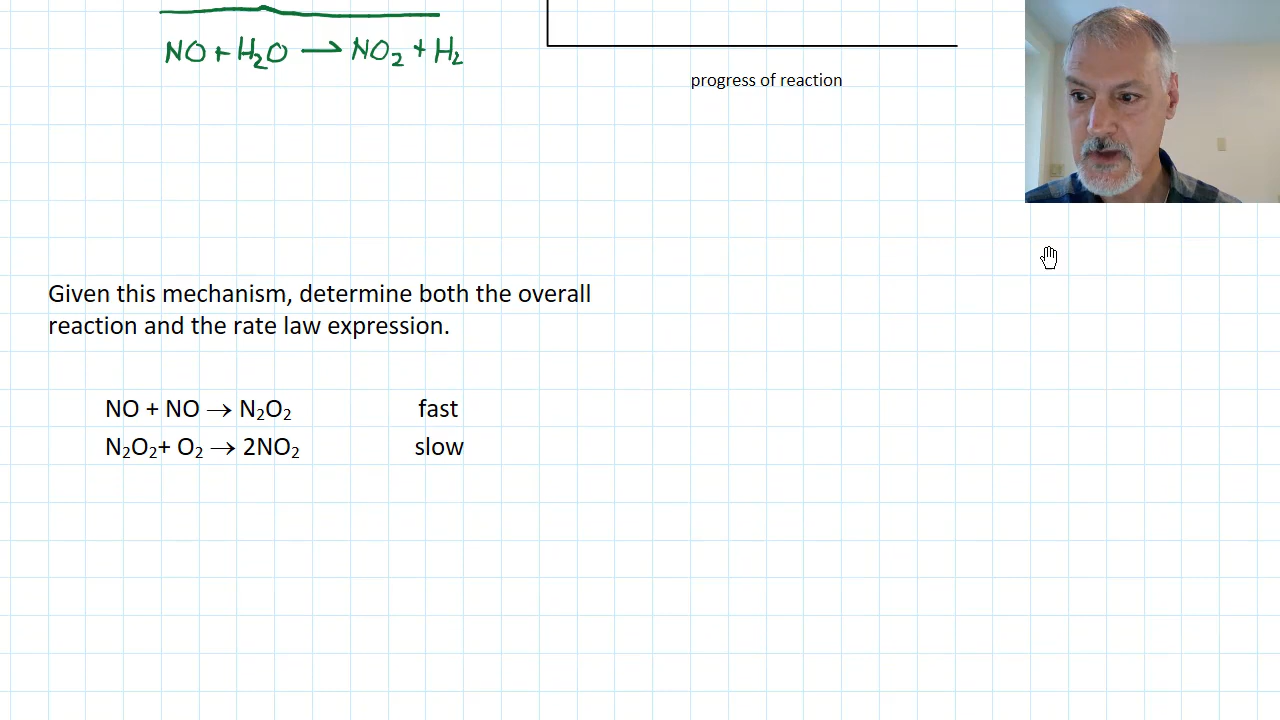 NO + H₂O → NO₂ + H₂
progress of reaction
Given this mechanism, determine both the overall
reaction and the rate law expression.
NO + NO → N₂O₂ fast
N₂O₂+ O₂ → 2NO₂ slow